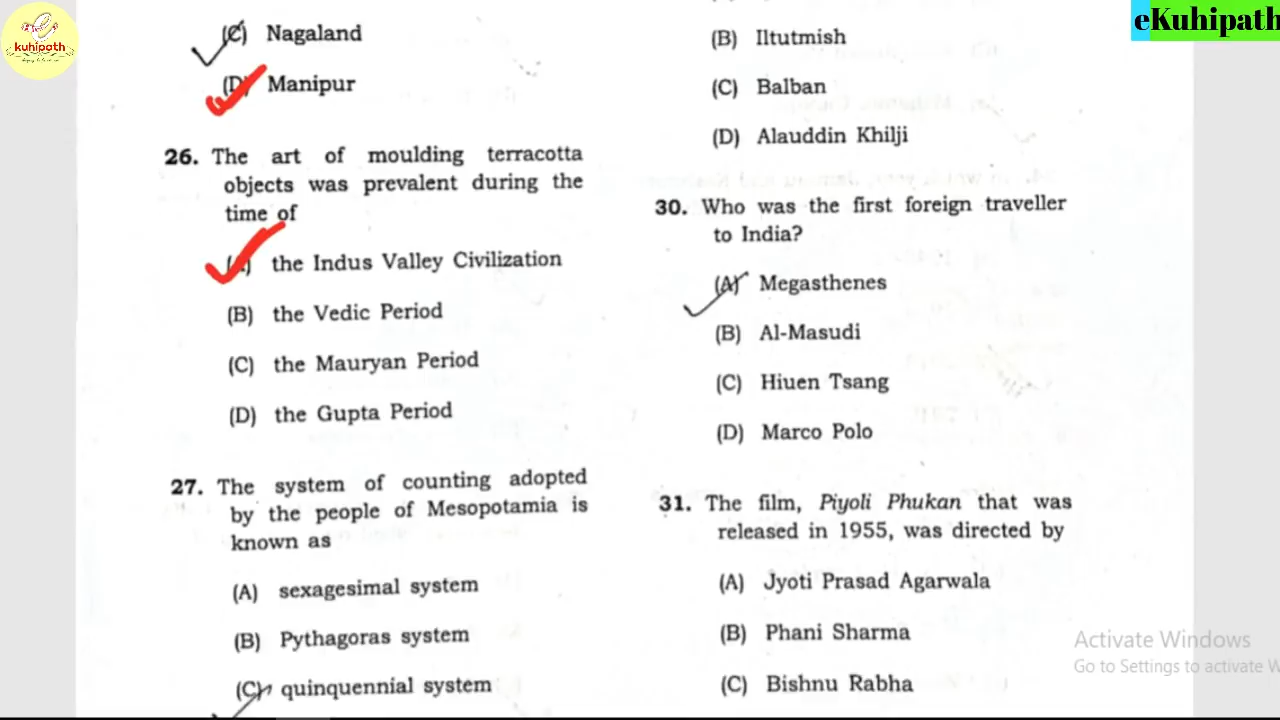 kuhipath
eKuhipath
(C) Nagaland
(D) Manipur
26. The art of moulding terracotta
objects was prevalent during the
time of
(A) the Indus Valley Civilization
(B) the Vedic Period
(C) the Mauryan Period
(D) the Gupta Period
27. The system of counting adopted
by the people of Mesopotamia is
known as
(A) sexagesimal system
(B) Pythagoras system
(C) quinquennial system
(B) Iltutmish
(C) Balban
(D) Alauddin Khilji
30. Who was the first foreign traveller
to India?
(A) Megasthenes
(B) Al-Masudi
(C) Hiuen Tsang
(D) Marco Polo
31. The film, Piyoli Phukan that was
released in 1955, was directed by
(A) Jyoti Prasad Agarwala
(B) Phani Sharma
(C) Bishnu Rabha
Activate Windows
Go to Settings to activate W